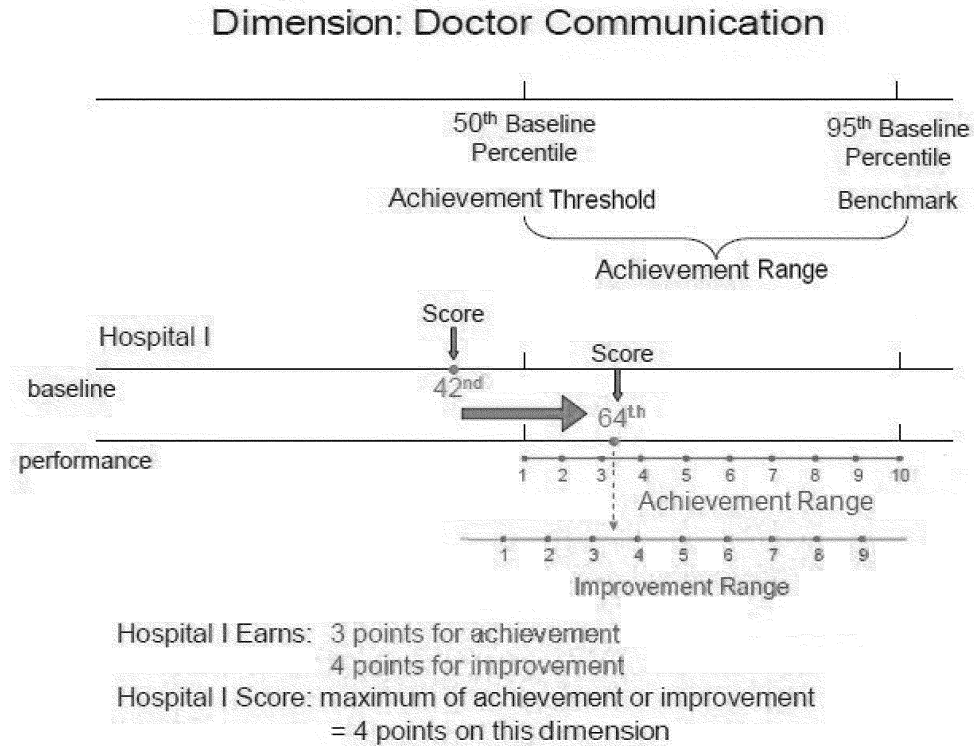 Dimension: Doctor Communication
50th Baseline
Percentile
95th Baseline
Percentile
Achievement Threshold
Benchmark
Achievement Range
Score
Hospital I
Score
baseline
42nd
64th
performance
1 2 3 4 5 6 7 8 9 10
Achievement Range
1 2 3 4 5 6 7 8 9
Improvement Range
Hospital I Earns: 3 points for achievement
4 points for improvement
Hospital I Score: maximum of achievement or improvement
= 4 points on this dimension